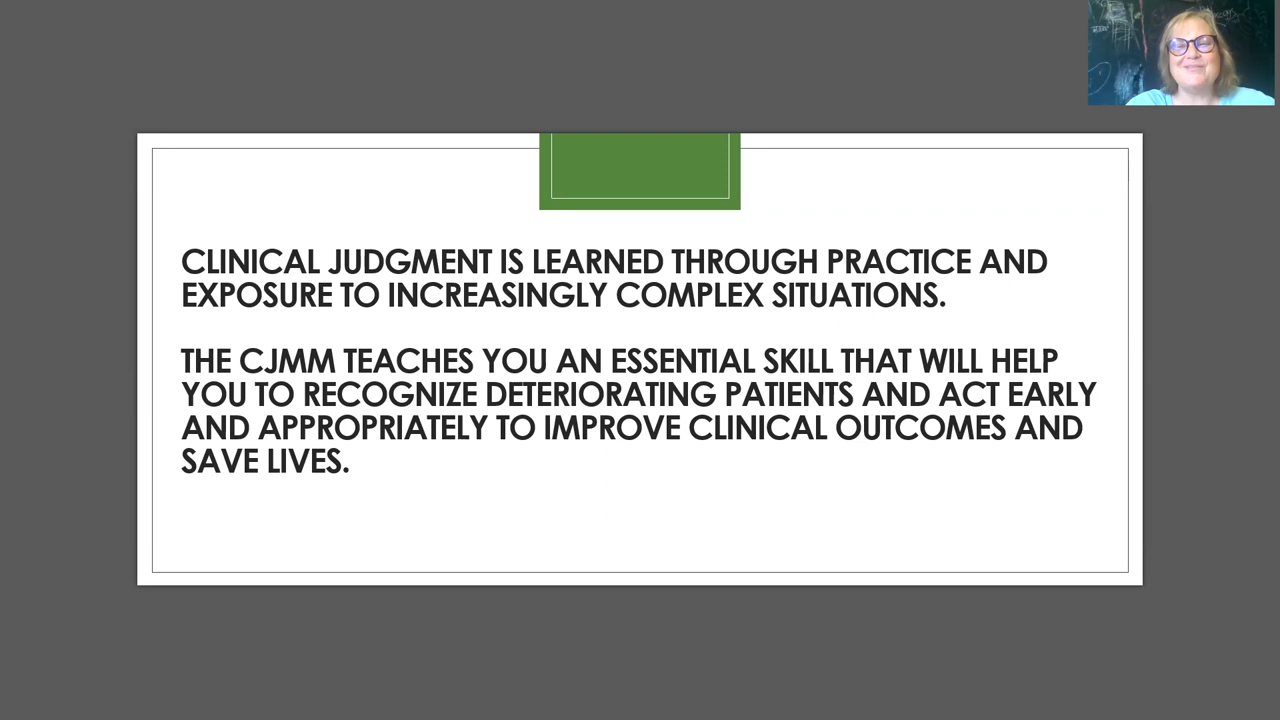 CLINICAL JUDGMENT IS LEARNED THROUGH PRACTICE AND
EXPOSURE TO INCREASINGLY COMPLEX SITUATIONS.
THE CJMM TEACHES YOU AN ESSENTIAL SKILL THAT WILL HELP
YOU TO RECOGNIZE DETERIORATING PATIENTS AND ACT EARLY
AND APPROPRIATELY TO IMPROVE CLINICAL OUTCOMES AND
SAVE LIVES.